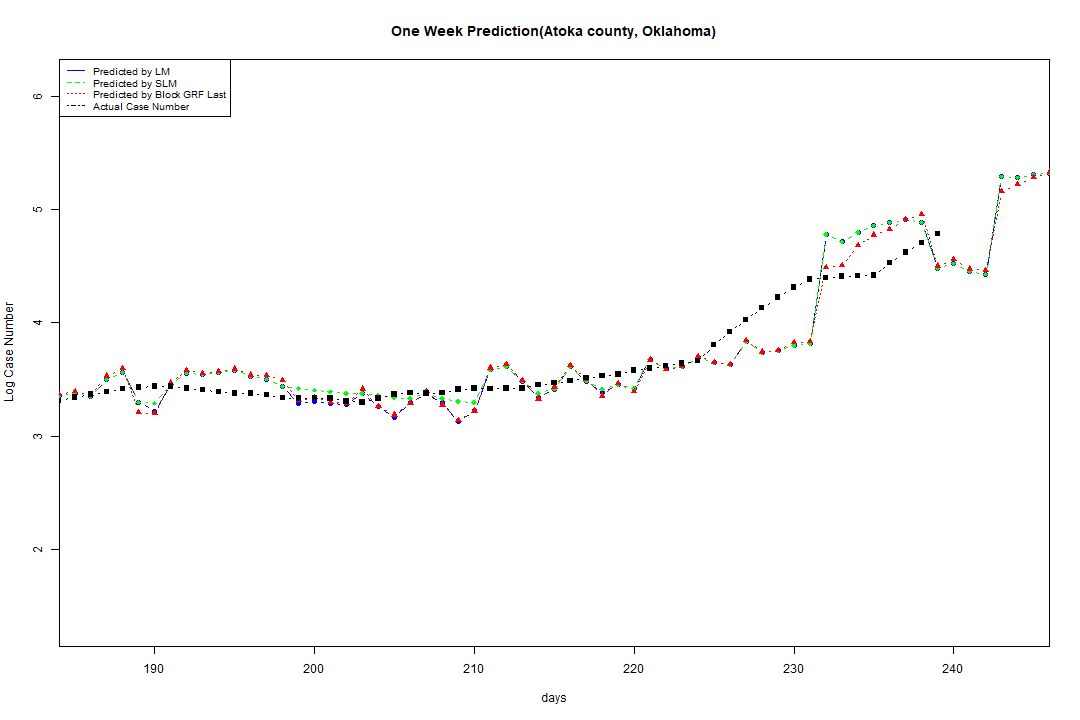 One Week Prediction(Atoka county, Oklahoma)
Predicted by LM
Predicted by SLM
Predicted by Block GRF Last
Actual Case Number
6
5
4
3
2
Log Case Number
190 200 210 220 230 240
days